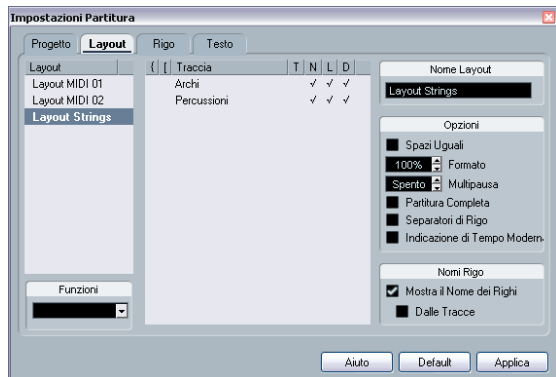 Impostazioni Partitura
Progetto Layout Rigo Testo
Layout
Layout MIDI 01
Layout MIDI 02
Layout Strings
Funzioni
{ [ Traccia T N L D
Archi √ √ √
Percussioni √ √ √
Nome Layout
Layout Strings
Opzioni
Spazi Uguali
100% Formato
Spento Multipausa
Partitura Completa
Separatori di Rigo
Indicazione di Tempo Modern
Nomi Rigo
Mostra il Nome dei Righi
Dalle Tracce
Aiuto Default Applica